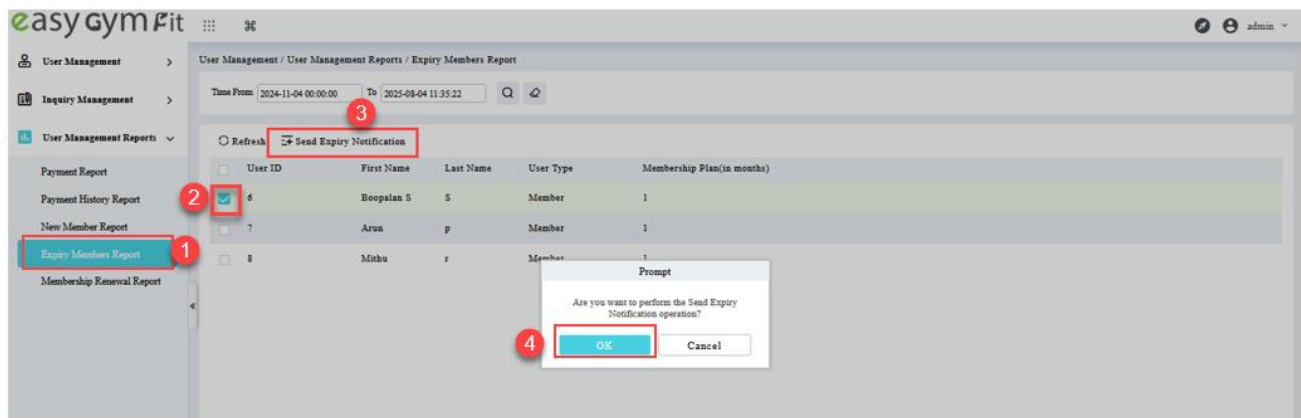 easy Gym Fit
admin
User Management
Inquiry Management
User Management Reports
Payment Report
Payment History Report
New Member Report
Expiry Members Report
1
Membership Renewal Report
User Management / User Management Reports / Expiry Members Report
Time From 2024-11-04 00:00:00 To 2025-08-04 11:35:22
3
Refresh Send Expiry Notification
User ID First Name Last Name User Type Membership Plan(in months)
2
6 Boopalan S S Member 1
7 Arun p Member 1
8 Mithu r Member 1
Prompt
Are you want to perform the Send Expiry
Notification operation?
4
OK Cancel